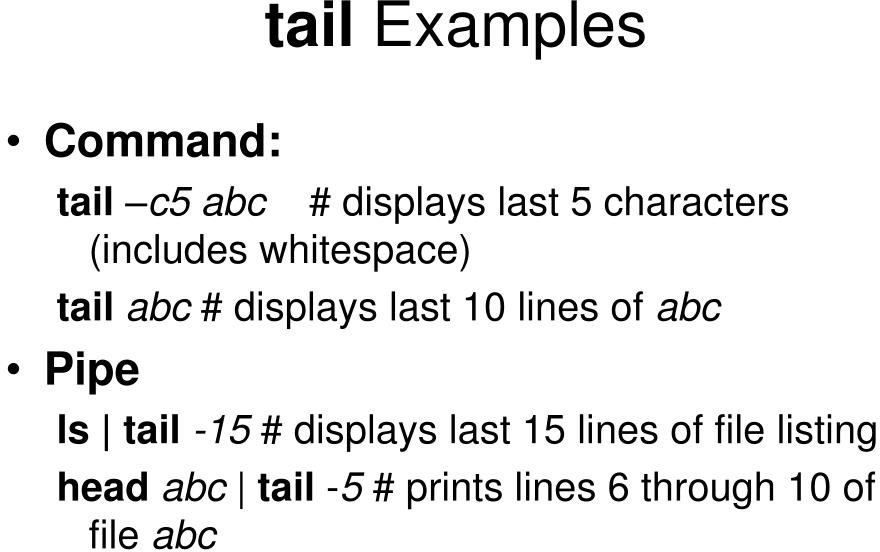 tail Examples
• Command:
tail –c5 abc # displays last 5 characters
(includes whitespace)
tail abc # displays last 10 lines of abc
• Pipe
ls | tail -15 # displays last 15 lines of file listing
head abc | tail -5 # prints lines 6 through 10 of
file abc